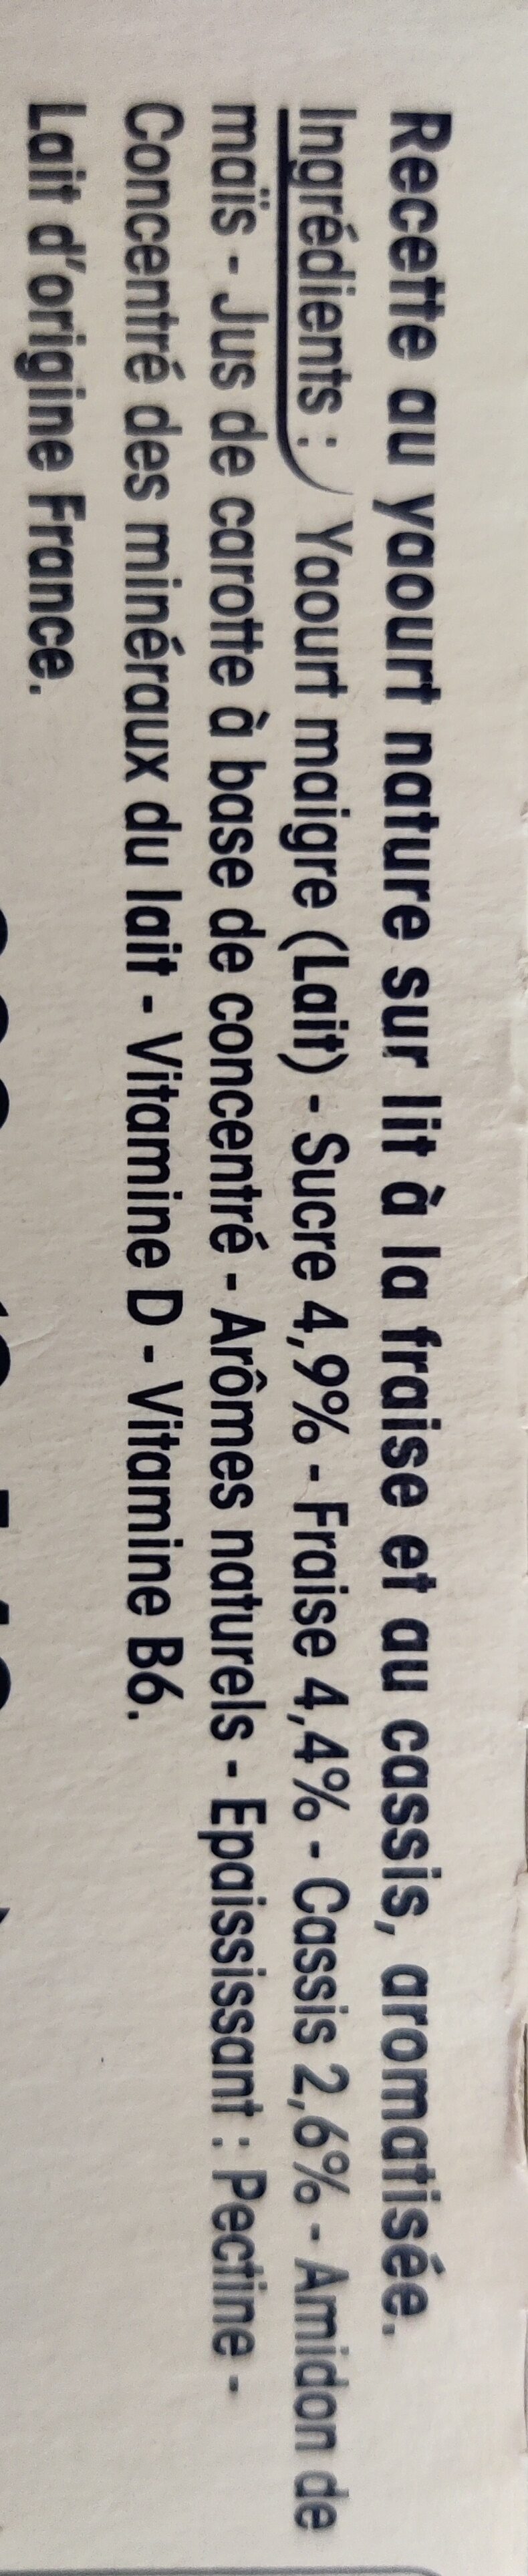 Recette au yaourt nature sur lit à la fraise et au cassis, aromatisée.
Ingrédients : Yaourt maigre (Lait) - Sucre 4,9% - Fraise 4,4% - Cassis 2,6% - Amidon de
maïs - Jus de carotte à base de concentré - Arômes naturels - Epaississant : Pectine -
Concentré des minéraux du lait - Vitamine D - Vitamine B6.
Lait d'origine France.